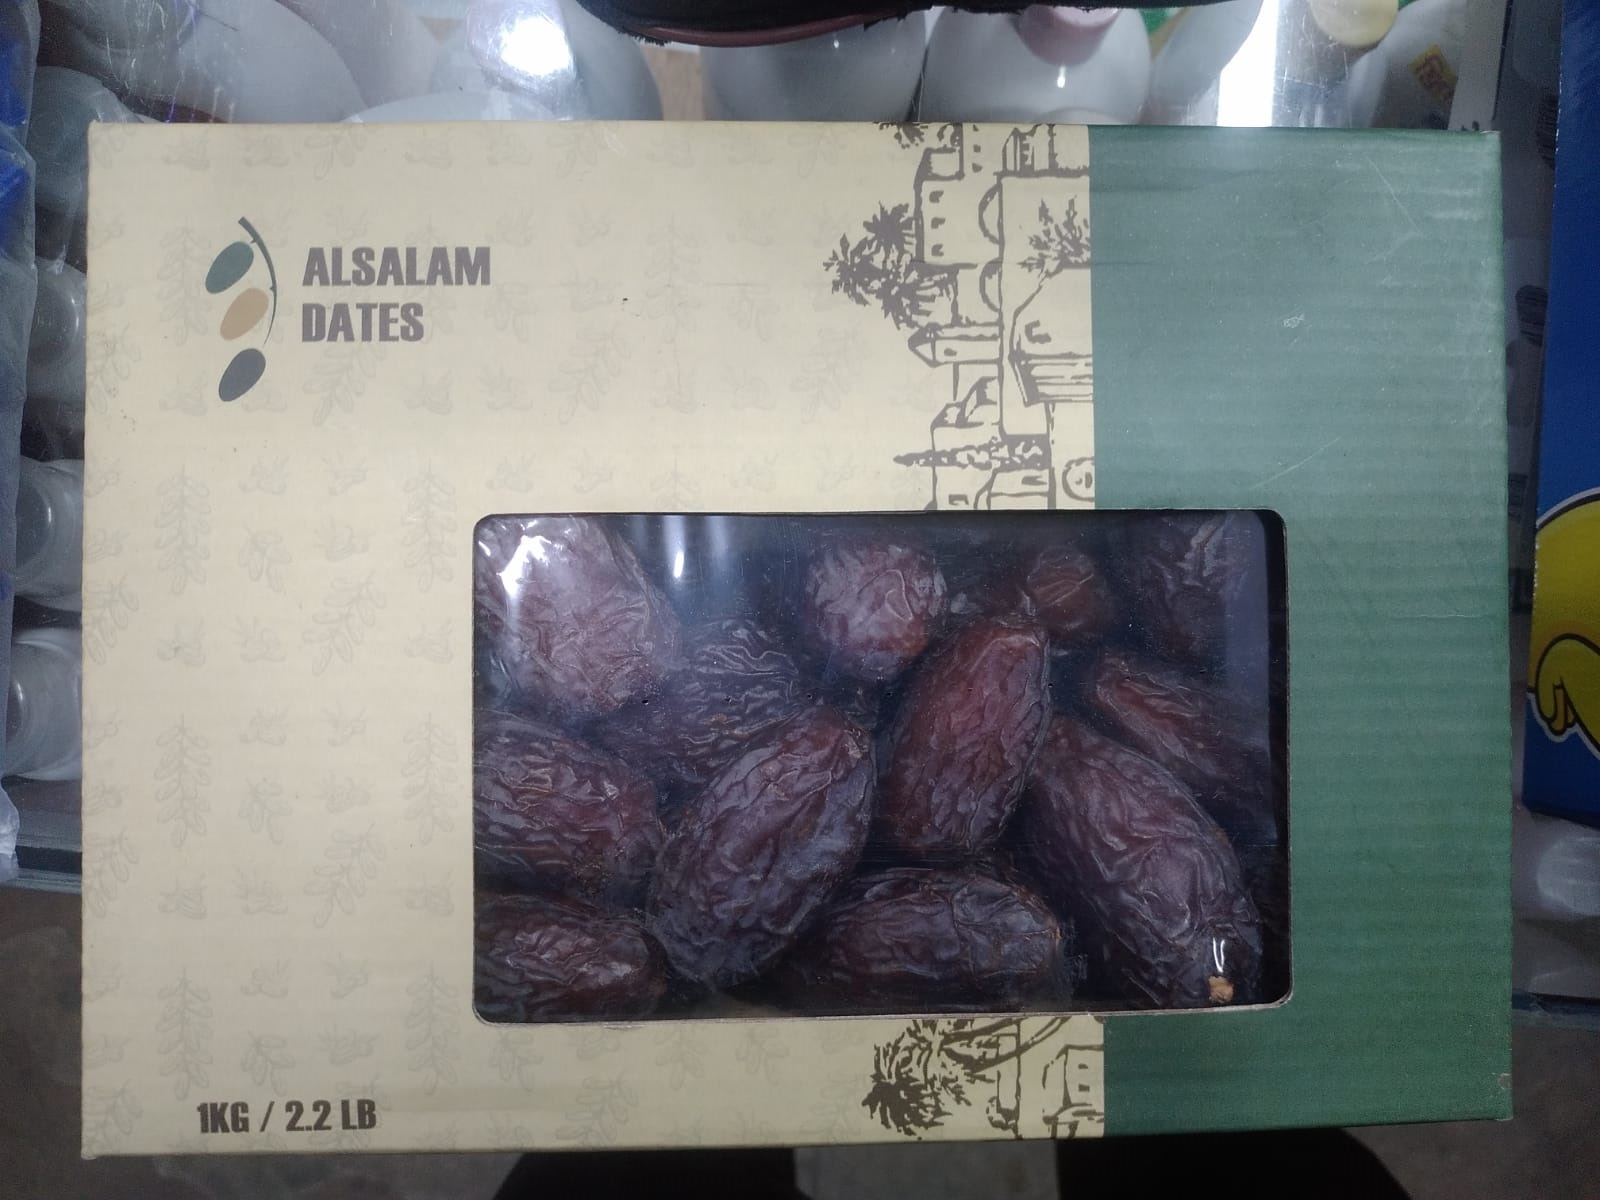 ALSALAM
DATES
1KG / 2.2 LB